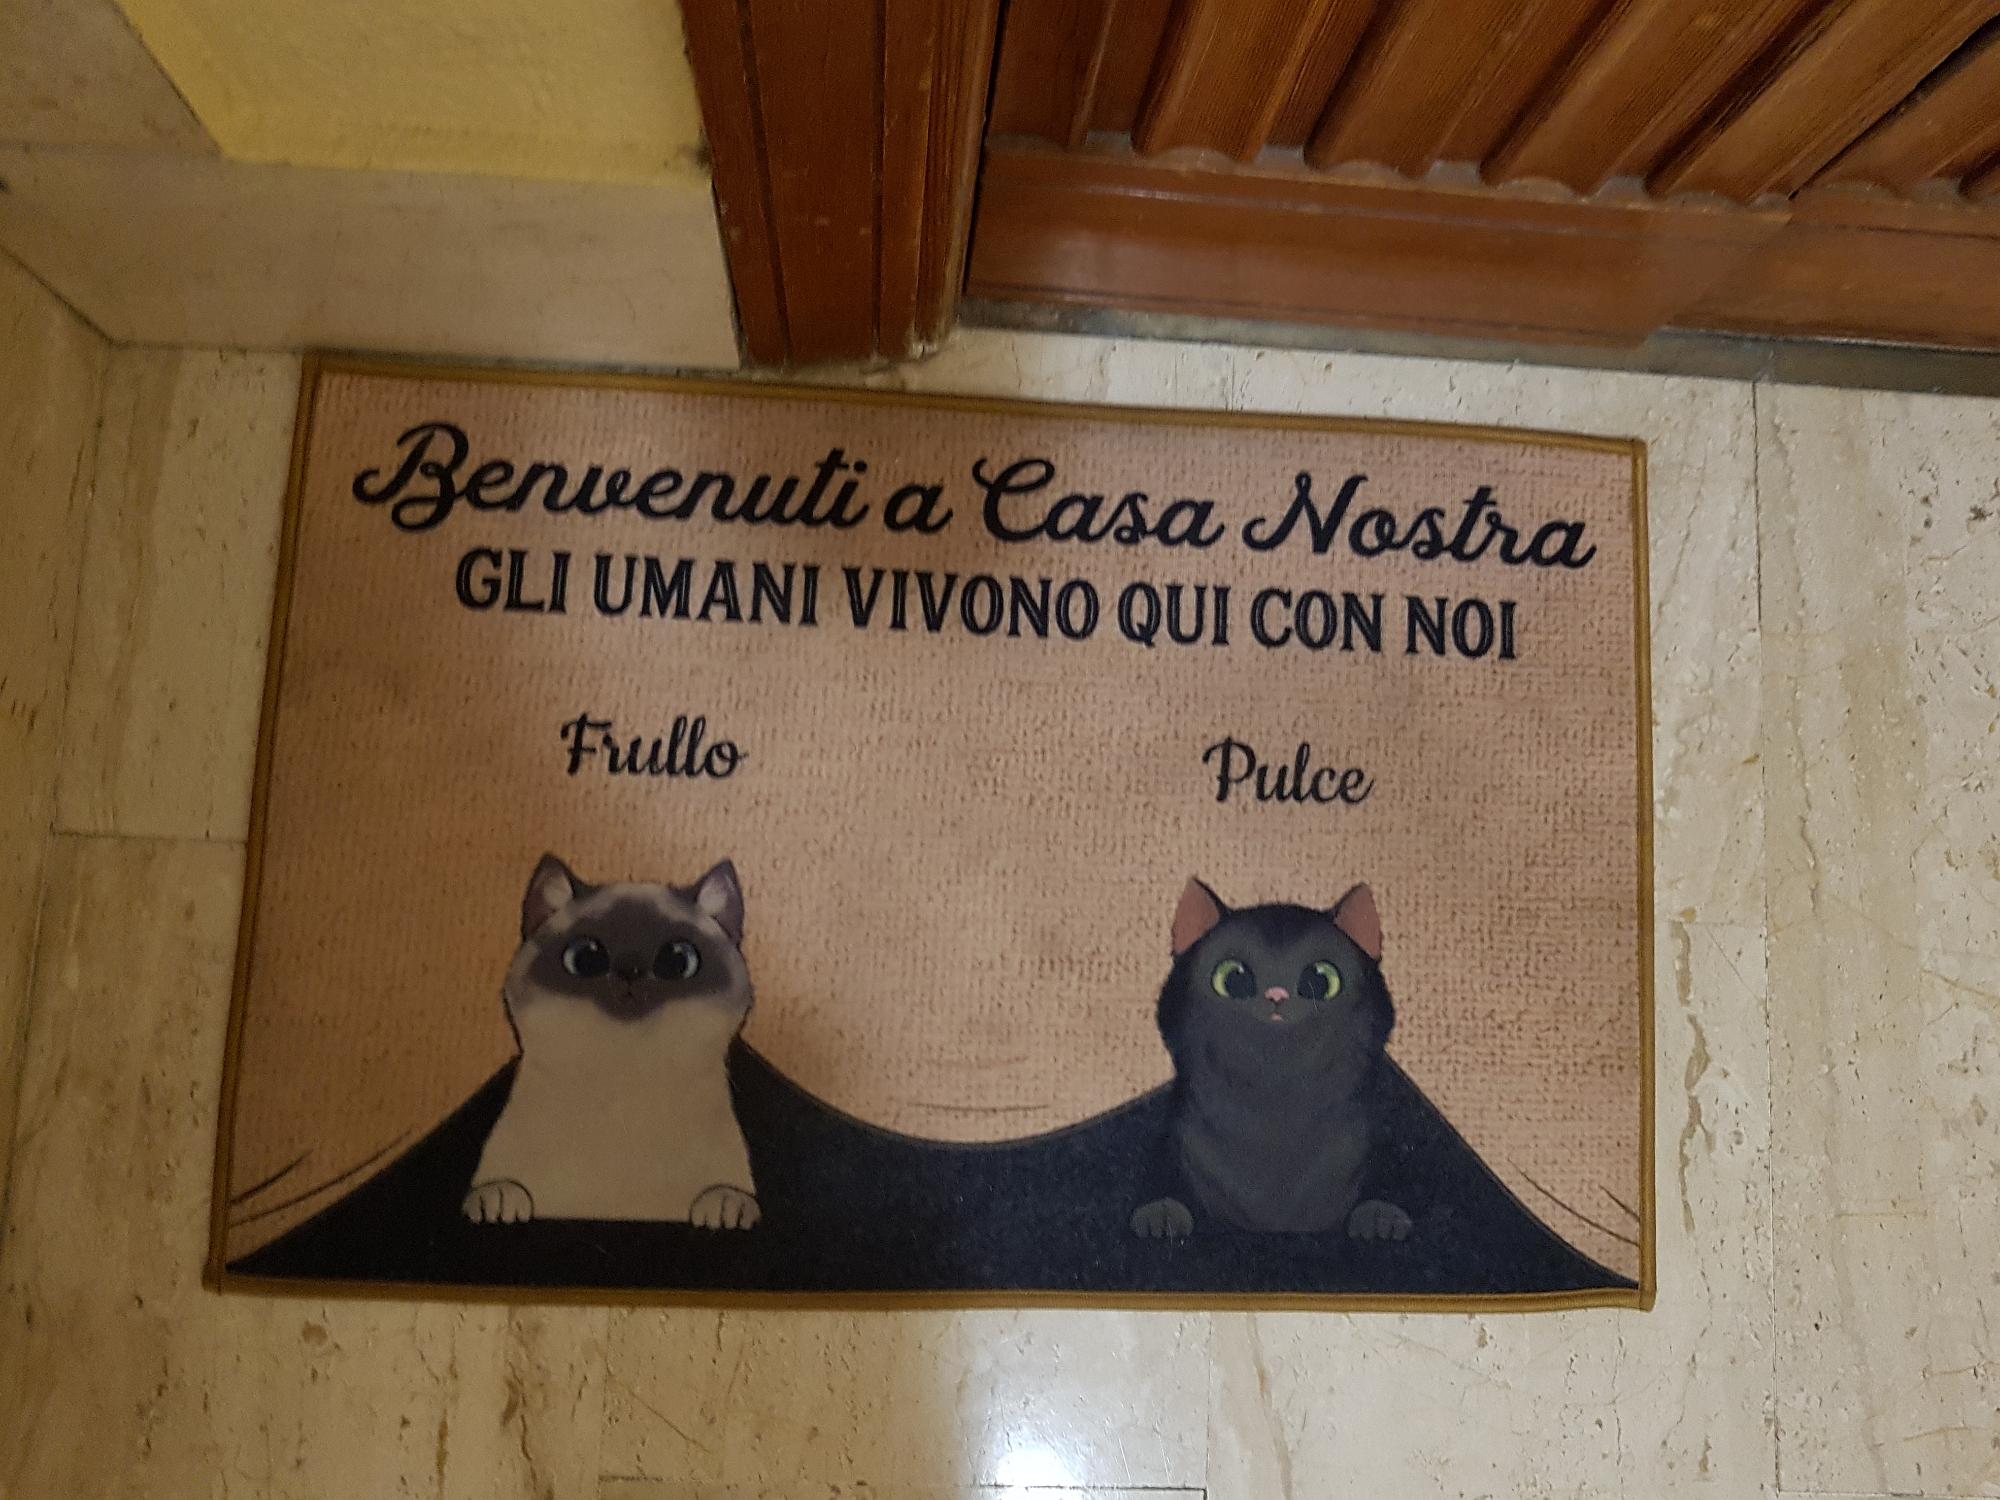 Benvenuti a Casa Nostra
GLI UMANI VIVONO QUI CON NOI
Frullo
Pulce